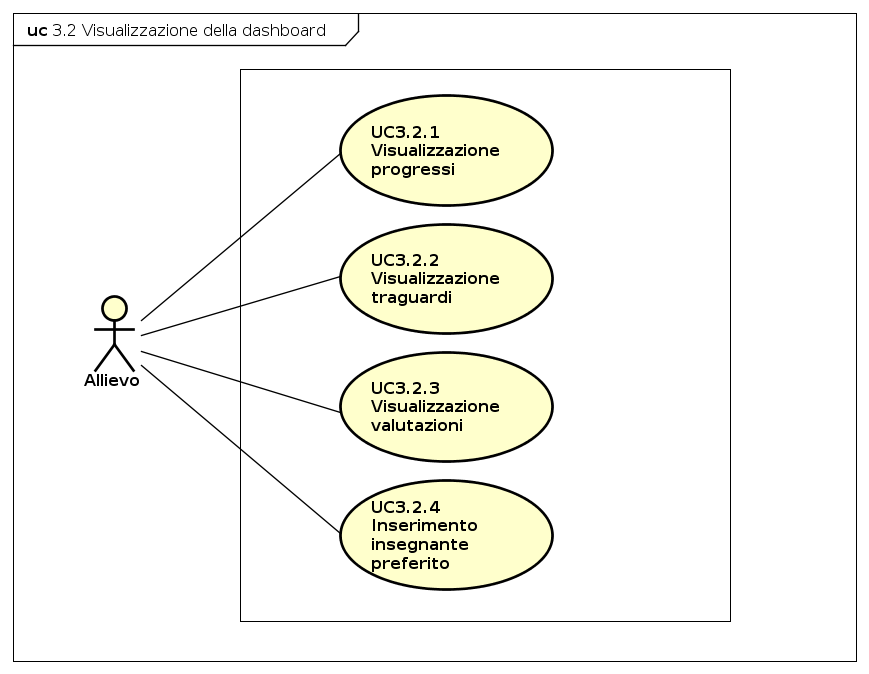 uc 3.2 Visualizzazione della dashboard
UC3.2.1
Visualizzazione
progressi
UC3.2.2
Visualizzazione
traguardi
Allievo
UC3.2.3
Visualizzazione
valutazioni
UC3.2.4
Inserimento
insegnante
preferito